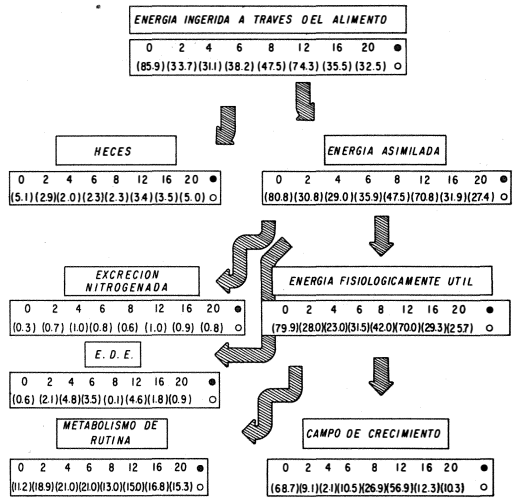 ENERGIA INGERIDA A TRAVES DEL ALIMENTO
0 2 4 6 8 12 16 20 ●
(85.9)(33.7)(31.1)(38.2)(47.5)(74.3)(35.5)(32.5) ○
HECES
0 2 4 6 8 12 16 20 ●
(5.1)(2.9)(2.0)(2.3)(2.3)(3.4)(3.5)(5.0) ○
ENERGIA ASIMILADA
0 2 4 6 8 12 16 20 ●
(80.8)(30.8)(29.0)(35.9)(47.5)(70.8)(31.9)(27.4) ○
EXCRECION
NITROGENADA
0 2 4 6 8 12 16 20 ●
(0.3) (0.7) (1.0)(0.8) (0.6) (1.0) (0.9) (0.8) ○
ENERGIA FISIOLOGICAMENTE UTIL
0 2 4 6 8 12 16 20 ●
(79.9)(28.0)(23.0)(31.5)(42.0)(70.0)(29.3)(25.7) ○
E. D. E.
0 2 4 6 8 12 16 20 ●
(0.6) (2.1)(4.8)(3.5) (0.1)(4.6)(1.8)(0.9) ○
METABOLISMO DE
RUTINA
0 2 4 6 8 12 16 20 ●
(11.2)(18.9)(21.0)(21.0)(13.0)(15.0)(16.8)(15.3) ○
CAMPO DE CRECIMIENTO
0 2 4 6 8 12 16 20 ●
(68.7)(9.1)(2.1)(10.5)(26.9)(56.9)(12.3)(10.3) ○